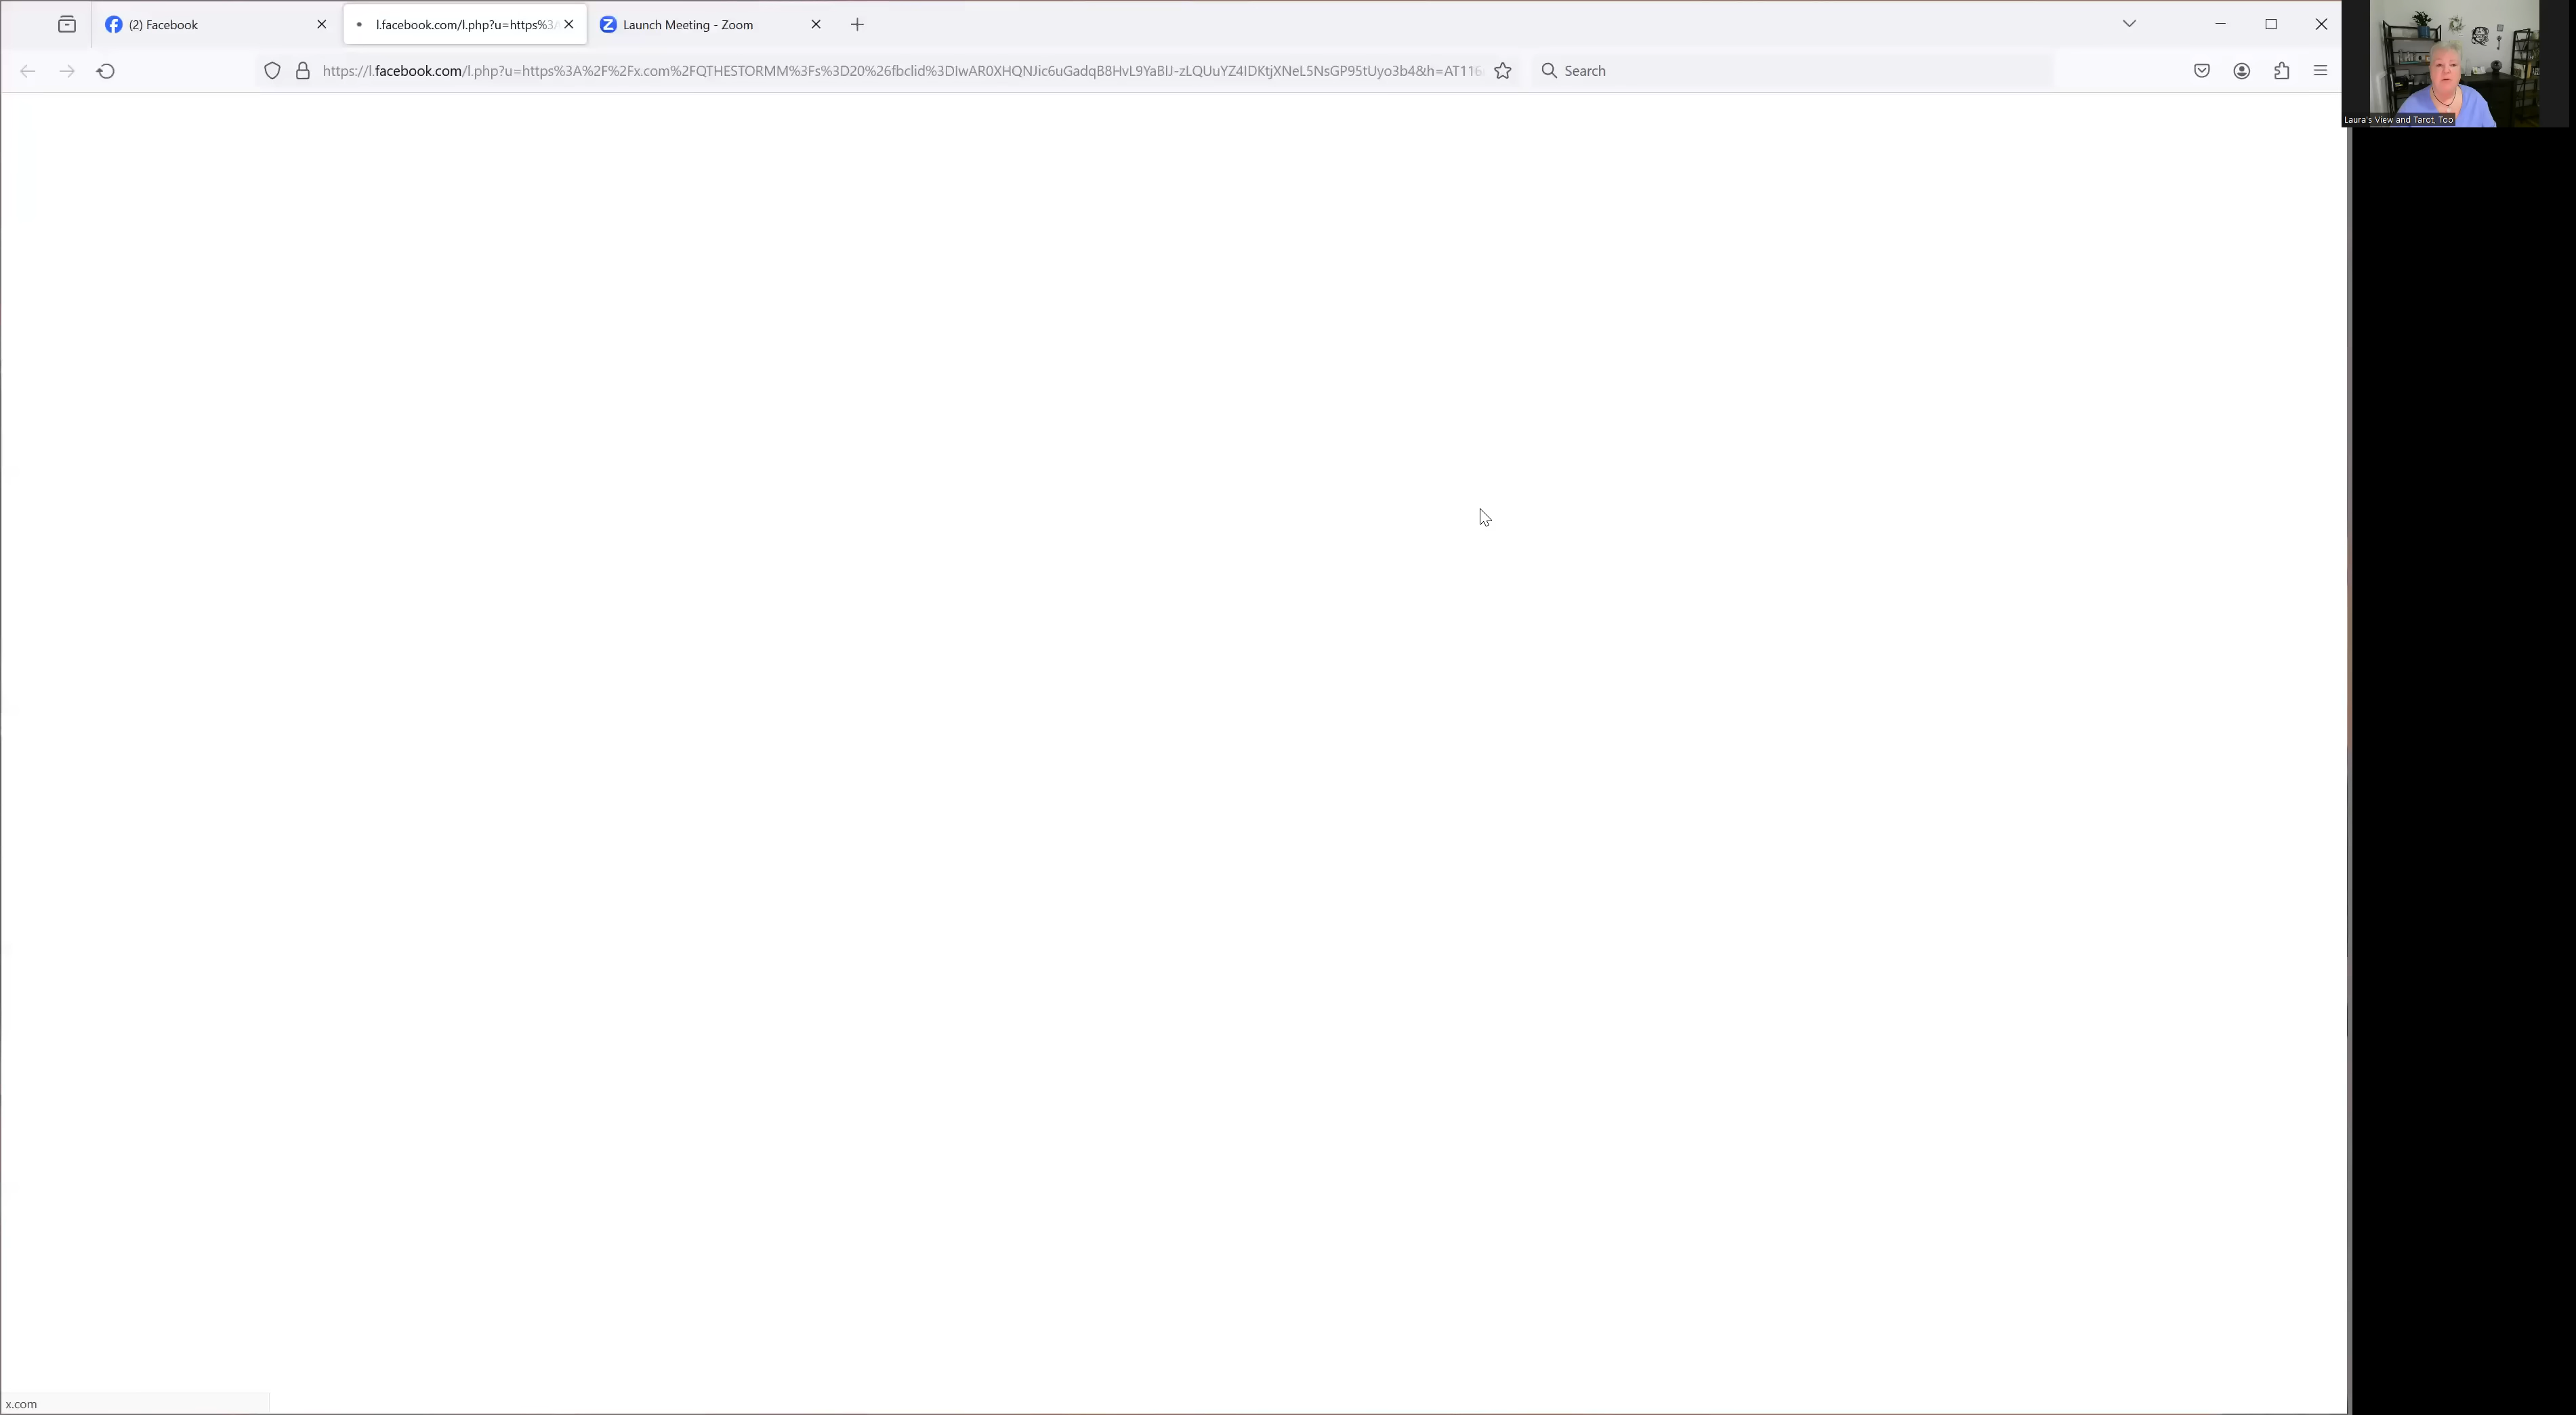 (2) Facebook
l.facebook.com/l.php?u=https%3/
Launch Meeting - Zoom
https://l.facebook.com/l.php?u=https%3A%2F%2Fx.com%2FQTHESTORMM%3Fs%3D20%26fbclid%3DIwAR0XHQNJic6uGadqB8HvL9YaBIJ-zLQUuYZ4IDKtjXNeL5NsGP95tUyo3b4&h=AT116
Search
Laura's View and Tarot, Too
x.com